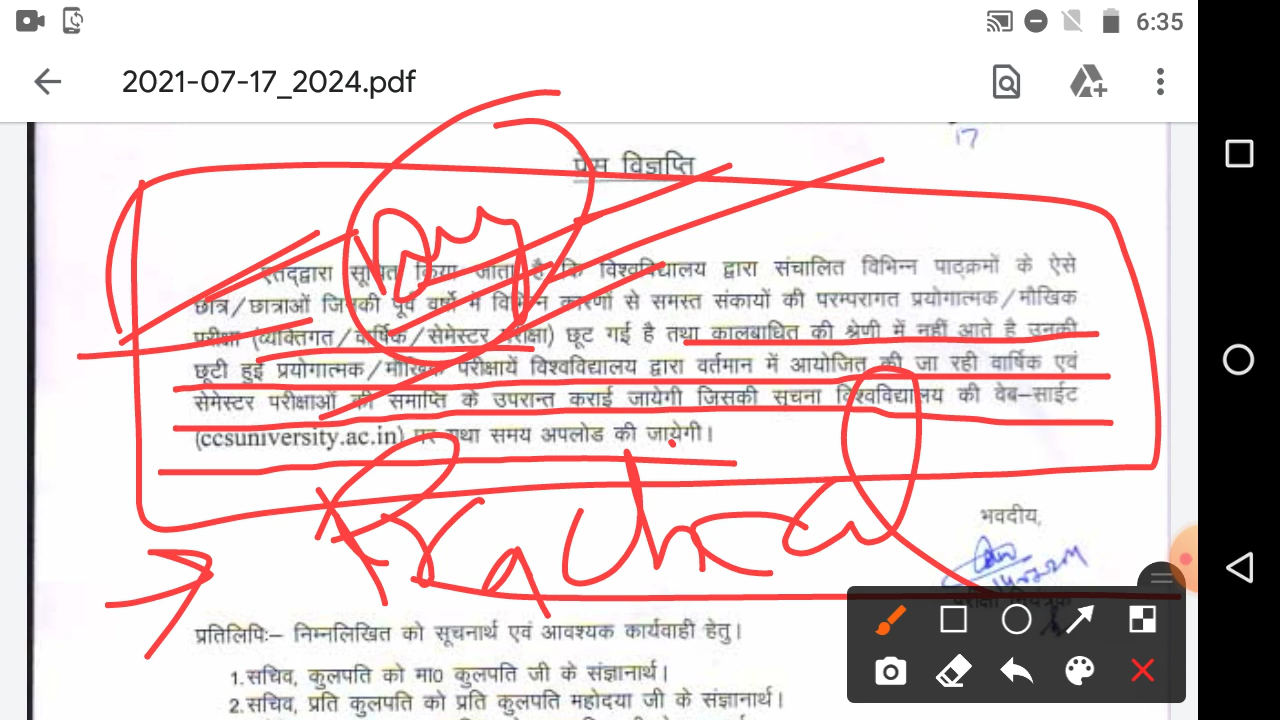 6:35
2021-07-17_2024.pdf
17
प्रेस विज्ञप्ति
एतद्द्वारा सूचित किया जाता है कि विश्वविद्यालय द्वारा संचालित विभिन्न पाठ्क्रमों के ऐसे
छात्र/छात्राओं जिनकी पूर्व वर्षो में विभिन्न कारणों से समस्त संकायों की परम्परागत प्रयोगात्मक/मौखिक
परीक्षा (व्यक्तिगत/वार्षिक/सेमेस्टर परीक्षा) छूट गई है तथा कालबाधित की श्रेणी में नहीं आते है उनकी
छूटी हुई प्रयोगात्मक/मौखिक परीक्षायें विश्वविद्यालय द्वारा वर्तमान में आयोजित की जा रही वार्षिक एवं
सेमेस्टर परीक्षाओं की समाप्ति के उपरान्त कराई जायेगी जिसकी सूचना विश्वविद्यालय की वेब–साईट
(ccsuniversity.ac.in) पर यथा समय अपलोड की जायेगी।
भवदीय,
परीक्षा नियंत्रक
प्रतिलिपिः– निम्नलिखित को सूचनार्थ एवं आवश्यक कार्यवाही हेतु।
1.सचिव, कुलपति को मा0 कुलपति जी के संज्ञानार्थ।
2.सचिव, प्रति कुलपति को प्रति कुलपति महोदया जी के संज्ञानार्थ।